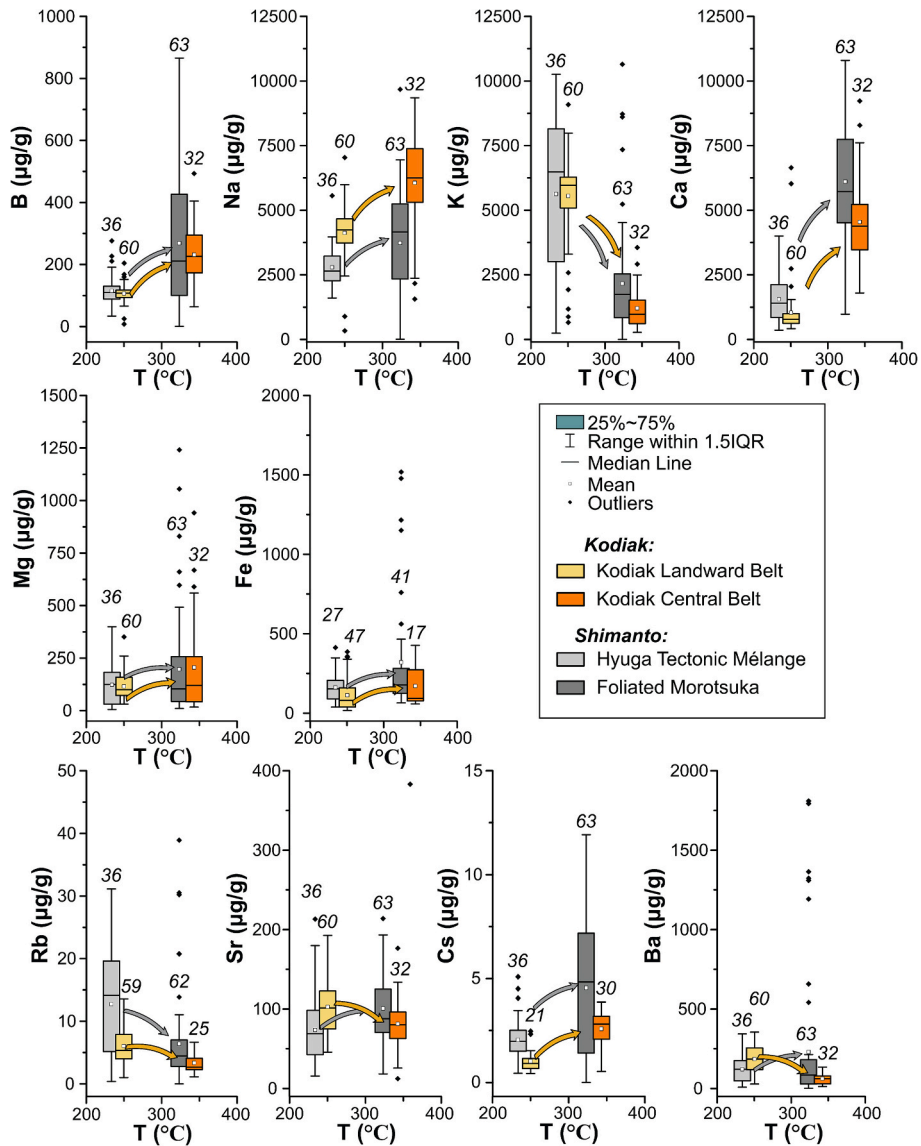 1000
800
600
400
200
0
B (µg/g)
36
60
63
32
200 300 400
T (°C)
12500
10000
7500
5000
2500
0
Na (µg/g)
36
60
63
32
200 300 400
T (°C)
12500
10000
7500
5000
2500
0
K (µg/g)
36
60
63
32
200 300 400
T (°C)
12500
10000
7500
5000
2500
0
Ca (µg/g)
36
60
63
32
200 300 400
T (°C)
1500
1250
1000
750
500
250
0
Mg (µg/g)
36
60
63
32
200 300 400
T (°C)
2000
1500
1000
500
0
Fe (µg/g)
27
47
41
17
200 300 400
T (°C)
25%~75%
Range within 1.5IQR
Median Line
Mean
Outliers
Kodiak:
Kodiak Landward Belt
Kodiak Central Belt
Shimanto:
Hyuga Tectonic Mélange
Foliated Morotsuka
50
40
30
20
10
0
Rb (µg/g)
36
59
62
25
200 300 400
T (°C)
400
300
200
100
0
Sr (µg/g)
36
60
63
32
200 300 400
T (°C)
15
10
5
0
Cs (µg/g)
36
21
63
30
200 300 400
T (°C)
2000
1500
1000
500
0
Ba (µg/g)
36
60
63
32
200 300 400
T (°C)